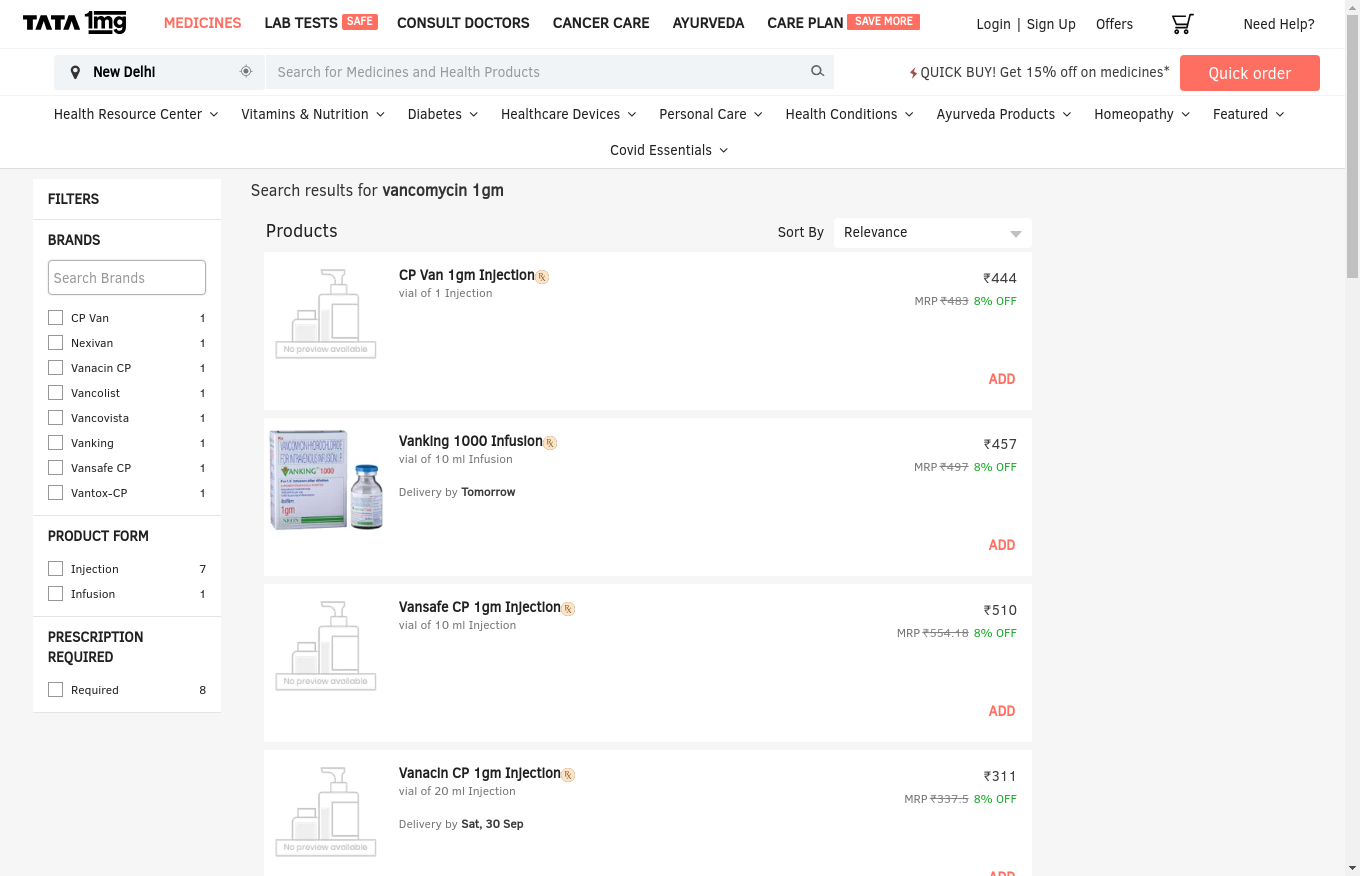 TATA 1mg
MEDICINES
LAB TESTS SAFE
CONSULT DOCTORS
CANCER CARE
AYURVEDA
CARE PLAN SAVE MORE
Login | Sign Up
Offers
Need Help?
New Delhi
Search for Medicines and Health Products
QUICK BUY! Get 15% off on medicines*
Quick order
Health Resource Center
Vitamins & Nutrition
Diabetes
Healthcare Devices
Personal Care
Health Conditions
Ayurveda Products
Homeopathy
Featured
Covid Essentials
FILTERS
BRANDS
Search Brands
CP Van 1
Nexivan 1
Vanacin CP 1
Vancolist 1
Vancovista 1
Vanking 1
Vansafe CP 1
Vantox-CP 1
PRODUCT FORM
Injection 7
Infusion 1
PRESCRIPTION
REQUIRED
Required 8
Search results for vancomycin 1gm
Products
Sort By Relevance
No preview available
CP Van 1gm Injection
vial of 1 Injection
₹444
MRP ₹483 8% OFF
ADD
VANCOMYCIN HYDROCHLORIDE
FOR INTRAVENOUS INFUSION I.P.
VANKING 1000
1gm
Vanking 1000 Infusion
vial of 10 ml Infusion
Delivery by Tomorrow
₹457
MRP ₹497 8% OFF
ADD
No preview available
Vansafe CP 1gm Injection
vial of 10 ml Injection
₹510
MRP ₹554.18 8% OFF
ADD
No preview available
Vanacin CP 1gm Injection
vial of 20 ml Injection
Delivery by Sat, 30 Sep
₹311
MRP ₹337.5 8% OFF
ADD